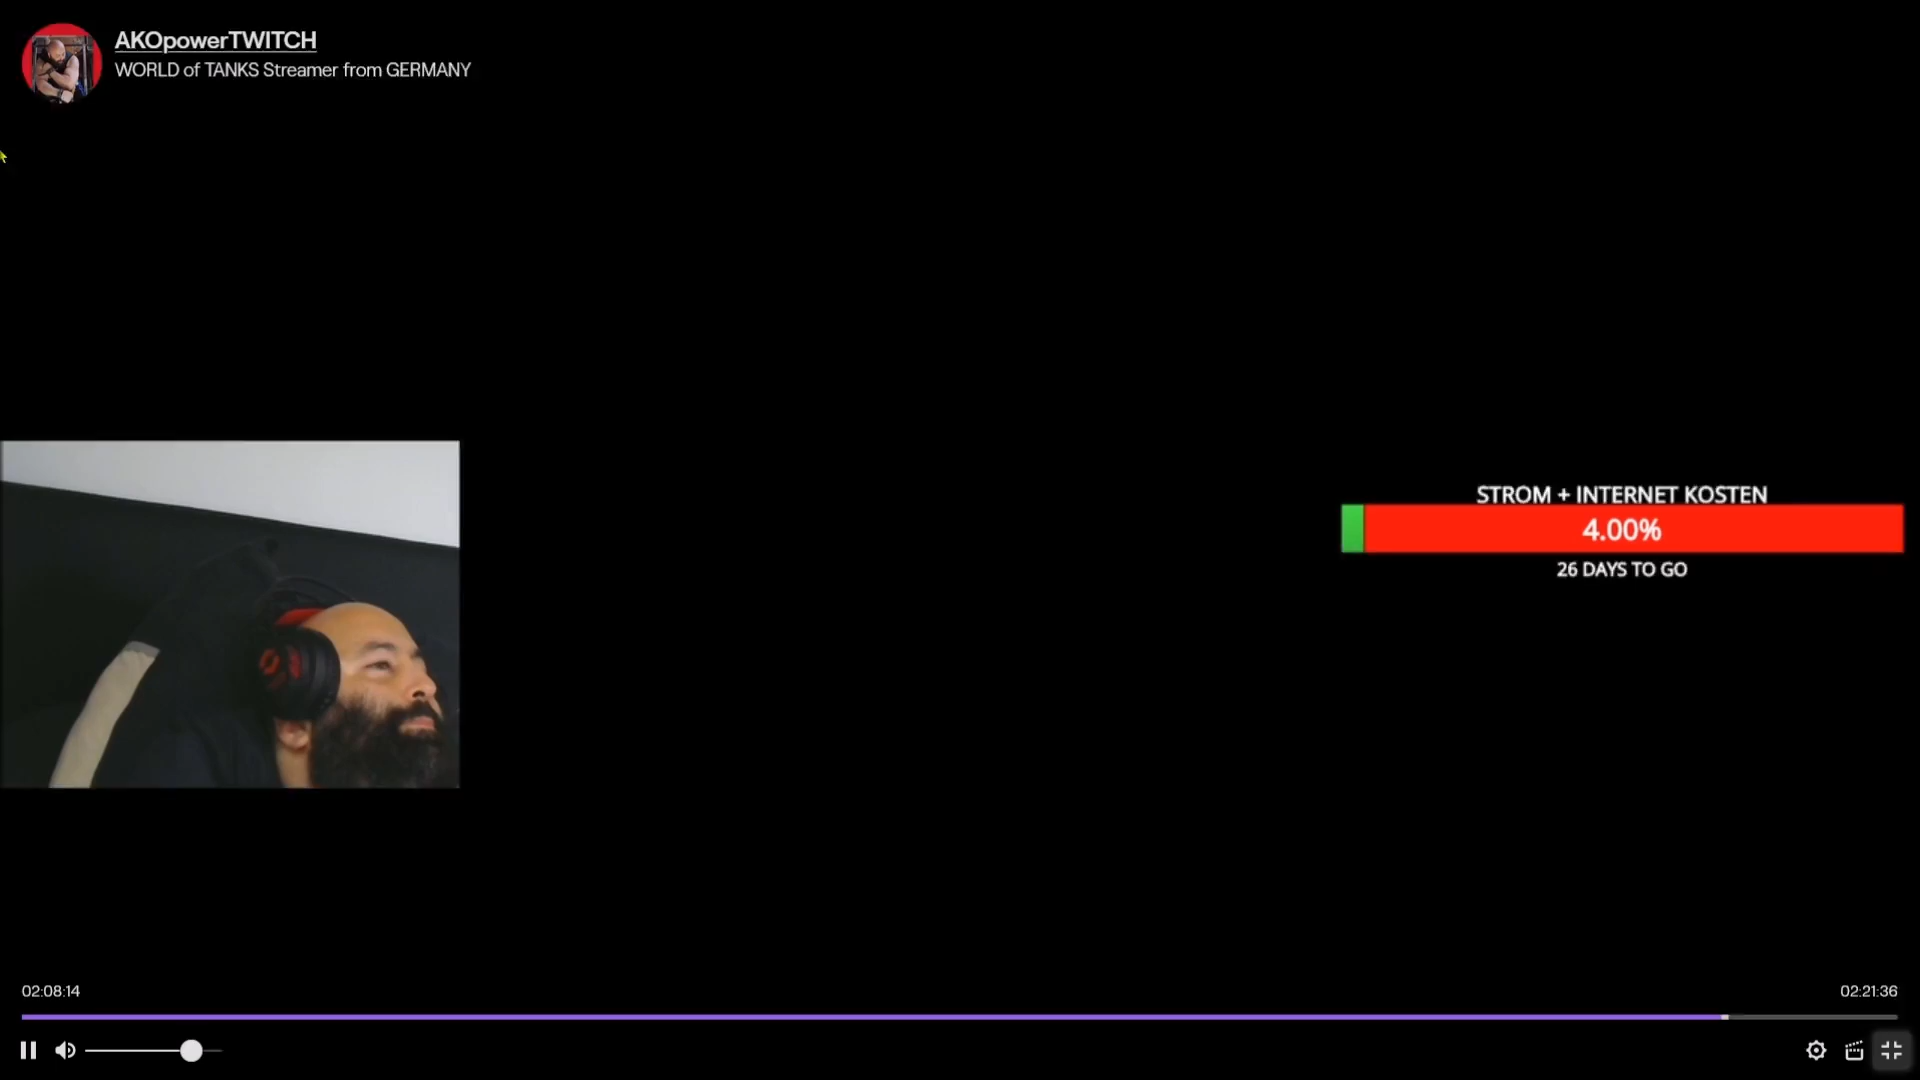 AKOpowerTWITCH
WORLD of TANKS Streamer from GERMANY
STROM + INTERNET KOSTEN
4.00%
26 DAYS TO GO
02:08:14
02:21:36